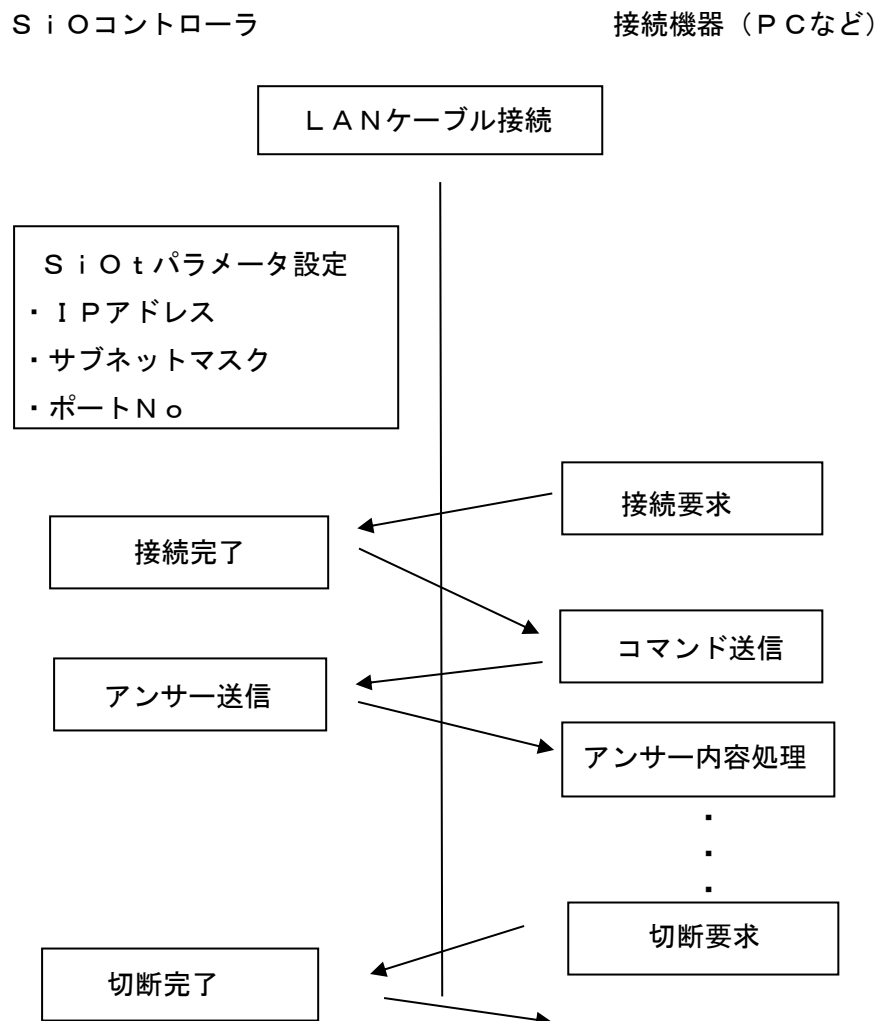 ＳｉＯコントローラ
接続機器（ＰＣなど）
ＬＡＮケーブル接続
ＳｉＯｔパラメータ設定
・ＩＰアドレス
・サブネットマスク
・ポートＮｏ
接続要求
接続完了
コマンド送信
アンサー送信
アンサー内容処理
・
・
・
切断要求
切断完了